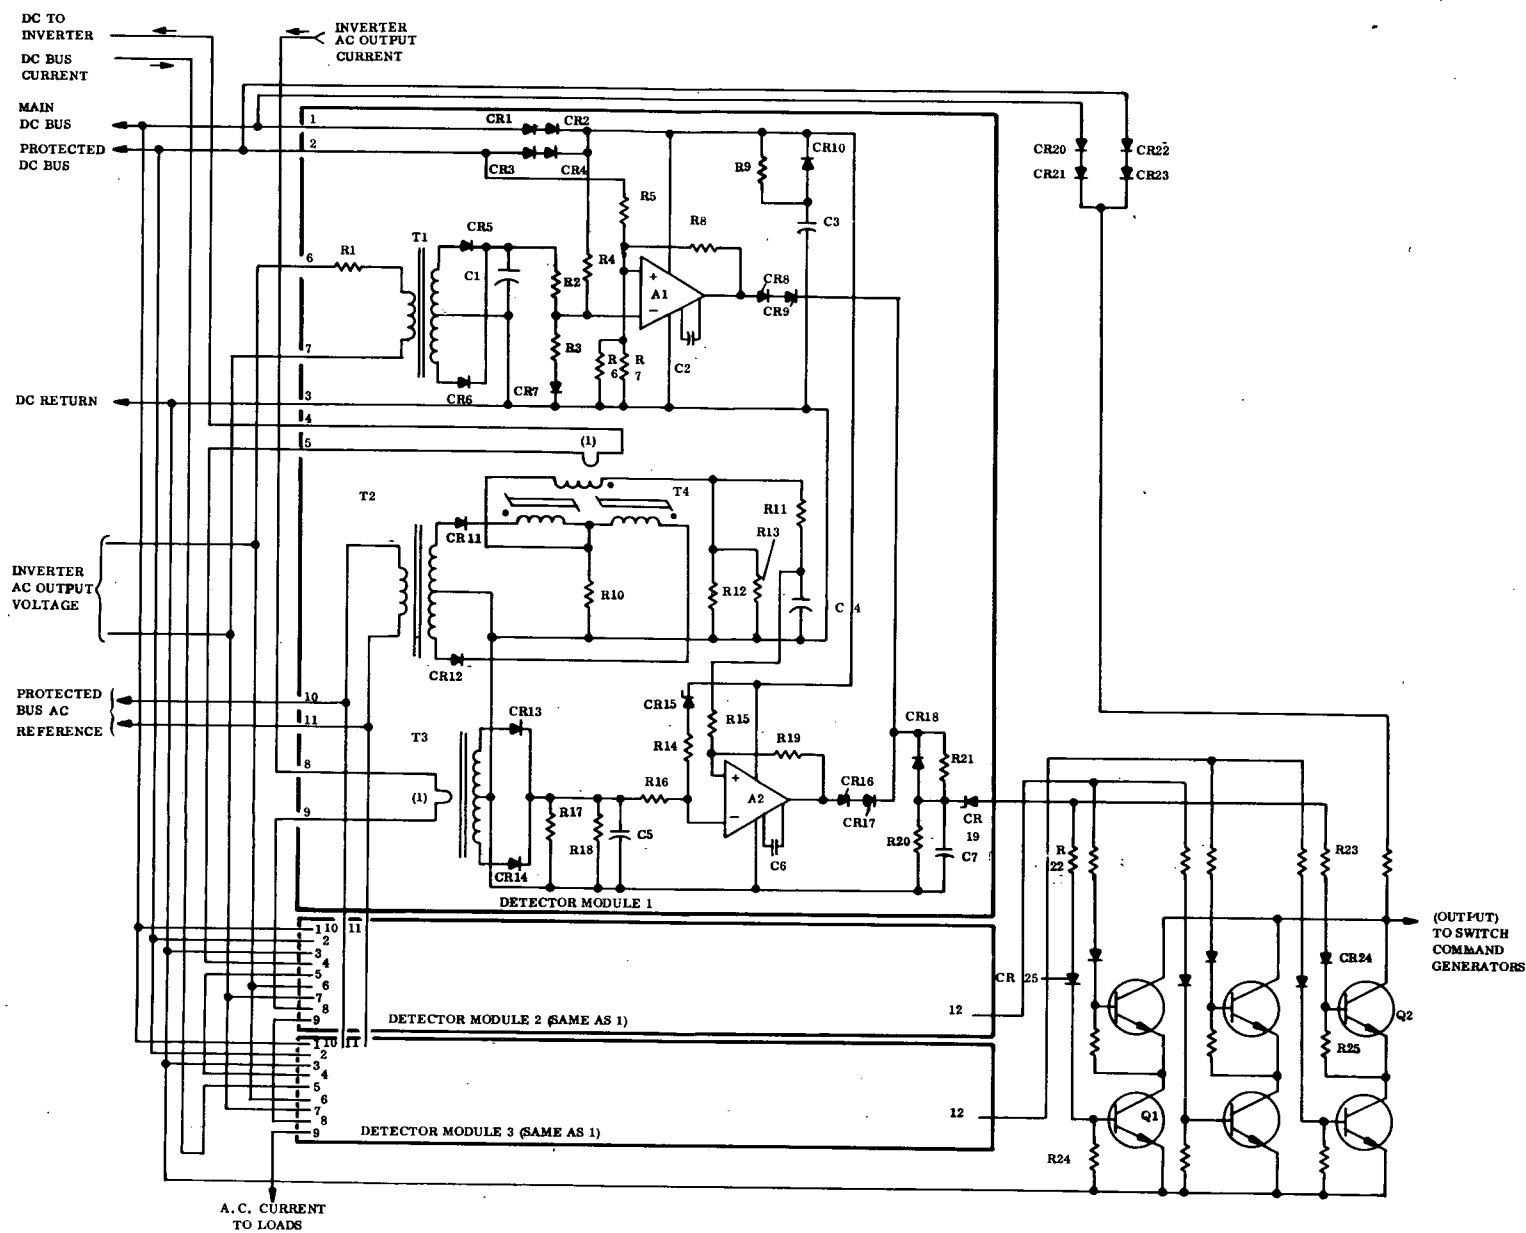 DC TO
INVERTER
DC BUS
CURRENT
INVERTER
AC OUTPUT
CURRENT
MAIN
DC BUS
PROTECTED
DC BUS
1
2
CR1
CR2
CR3
CR4
CR10
R9
C3
CR20
CR22
CR21
CR23
R5
R8
T1
CR5
6
R1
C1
R2
R4
+
A1
−
CR8
CR9
7
R3
R
6
R
7
C2
CR6
CR7
DC RETURN
3
4
5
(1)
T2
T4
CR11
R11
R13
R10
R12
C 4
INVERTER
AC OUTPUT
VOLTAGE
CR12
PROTECTED
BUS AC
REFERENCE
10
11
CR13
T3
CR15
R15
R14
R19
CR18
R21
8
(1)
9
R16
+
A2
−
CR16
CR17
CR
19
R17
R18
C5
C6
R20
C7
CR14
R
22
R23
DETECTOR MODULE 1
(OUTPUT)
TO SWITCH
COMMAND
GENERATORS
1
10
11
2
3
4
5
6
7
8
9
12
DETECTOR MODULE 2 (SAME AS 1)
CR 25
CR24
Q2
R25
1
10
11
2
3
4
5
6
7
8
9
12
DETECTOR MODULE 3 (SAME AS 1)
Q1
R24
A.C. CURRENT
TO LOADS